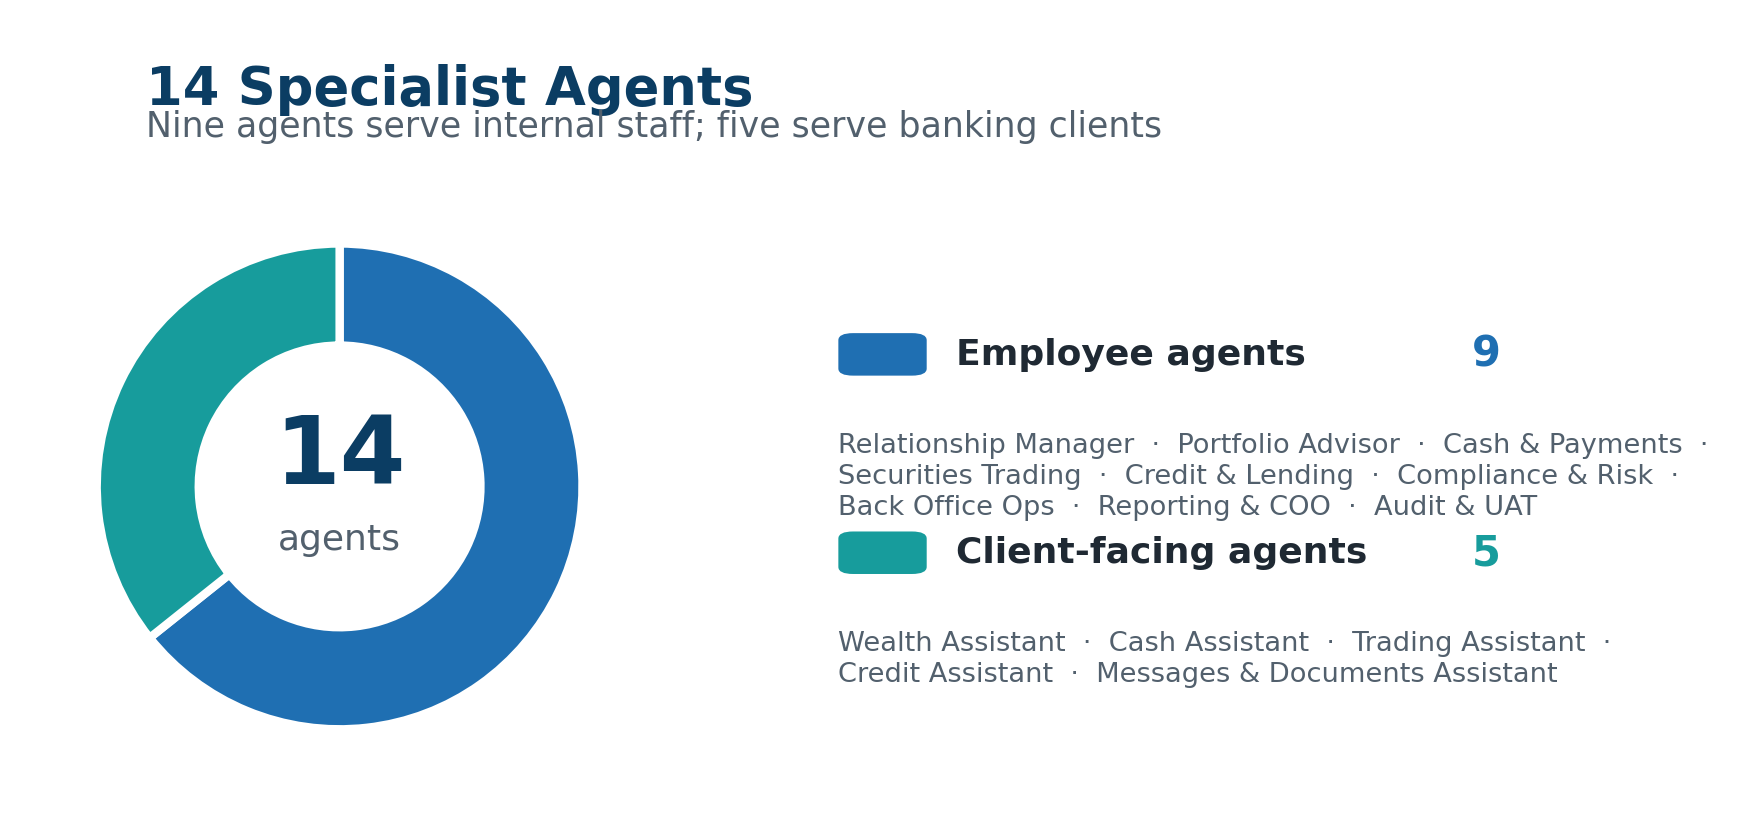 14 Specialist Agents
Nine agents serve internal staff; five serve banking clients
14
agents
Employee agents 9
Relationship Manager · Portfolio Advisor · Cash & Payments ·
Securities Trading · Credit & Lending · Compliance & Risk ·
Back Office Ops · Reporting & COO · Audit & UAT
Client-facing agents 5
Wealth Assistant · Cash Assistant · Trading Assistant ·
Credit Assistant · Messages & Documents Assistant